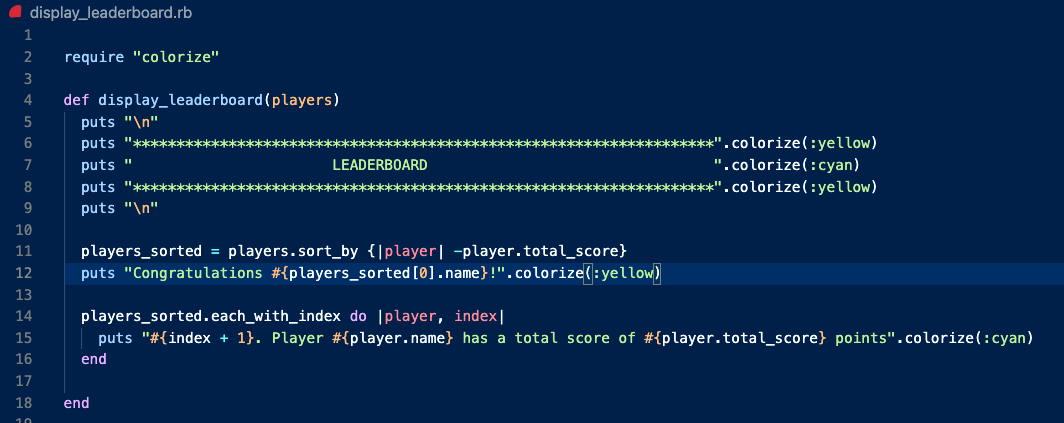 display_leaderboard.rb
1
2 require "colorize"
3
4 def display_leaderboard(players)
5   puts "\n"
6   puts "*******************************************************************".colorize(:yellow)
7   puts "                       LEADERBOARD                                 ".colorize(:cyan)
8   puts "*******************************************************************".colorize(:yellow)
9   puts "\n"
10
11   players_sorted = players.sort_by {|player| -player.total_score}
12   puts "Congratulations #{players_sorted[0].name}!".colorize(:yellow)
13
14   players_sorted.each_with_index do |player, index|
15     puts "#{index + 1}. Player #{player.name} has a total score of #{player.total_score} points".colorize(:cyan)
16   end
17
18 end
19